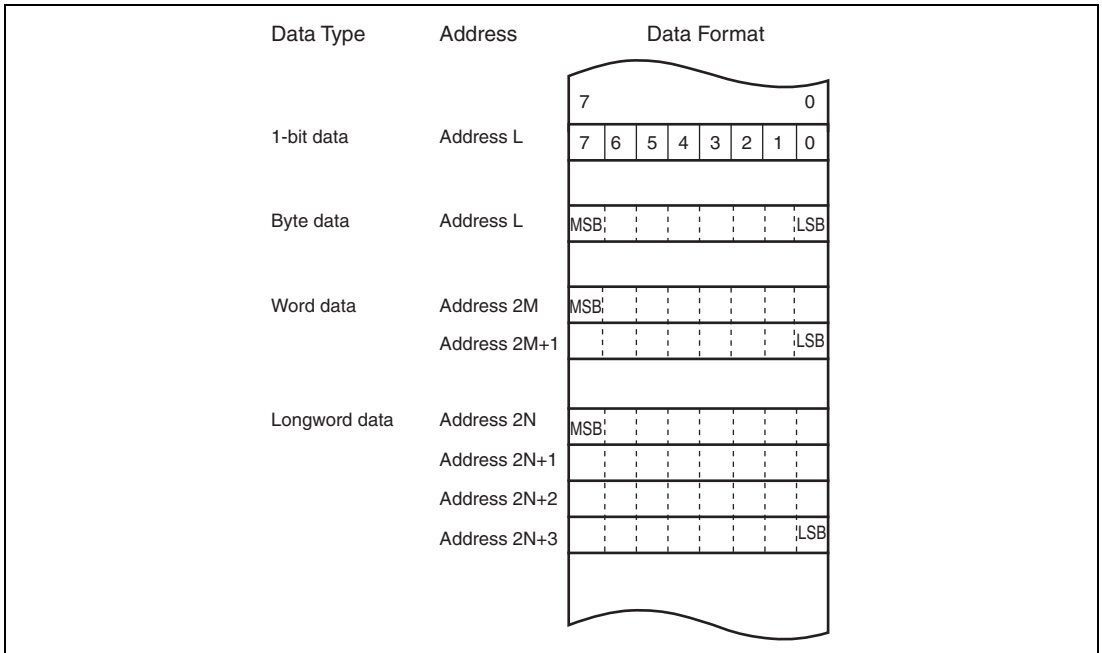 Data Type Address Data Format
7 0
1-bit data Address L 7 6 5 4 3 2 1 0
Byte data Address L MSB LSB
Word data Address 2M MSB
Address 2M+1 LSB
Longword data Address 2N MSB
Address 2N+1
Address 2N+2
Address 2N+3 LSB